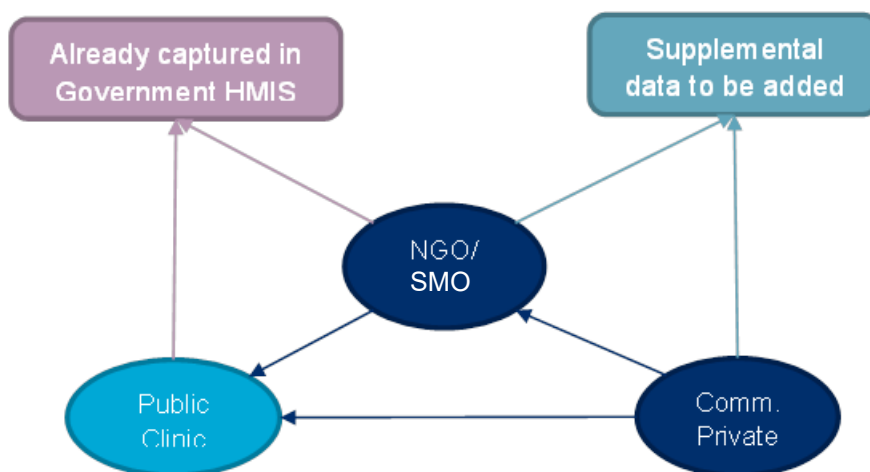 Already captured in
Government HMIS
Supplemental
data to be added
NGO/
SMO
Public
Clinic
Comm.
Private